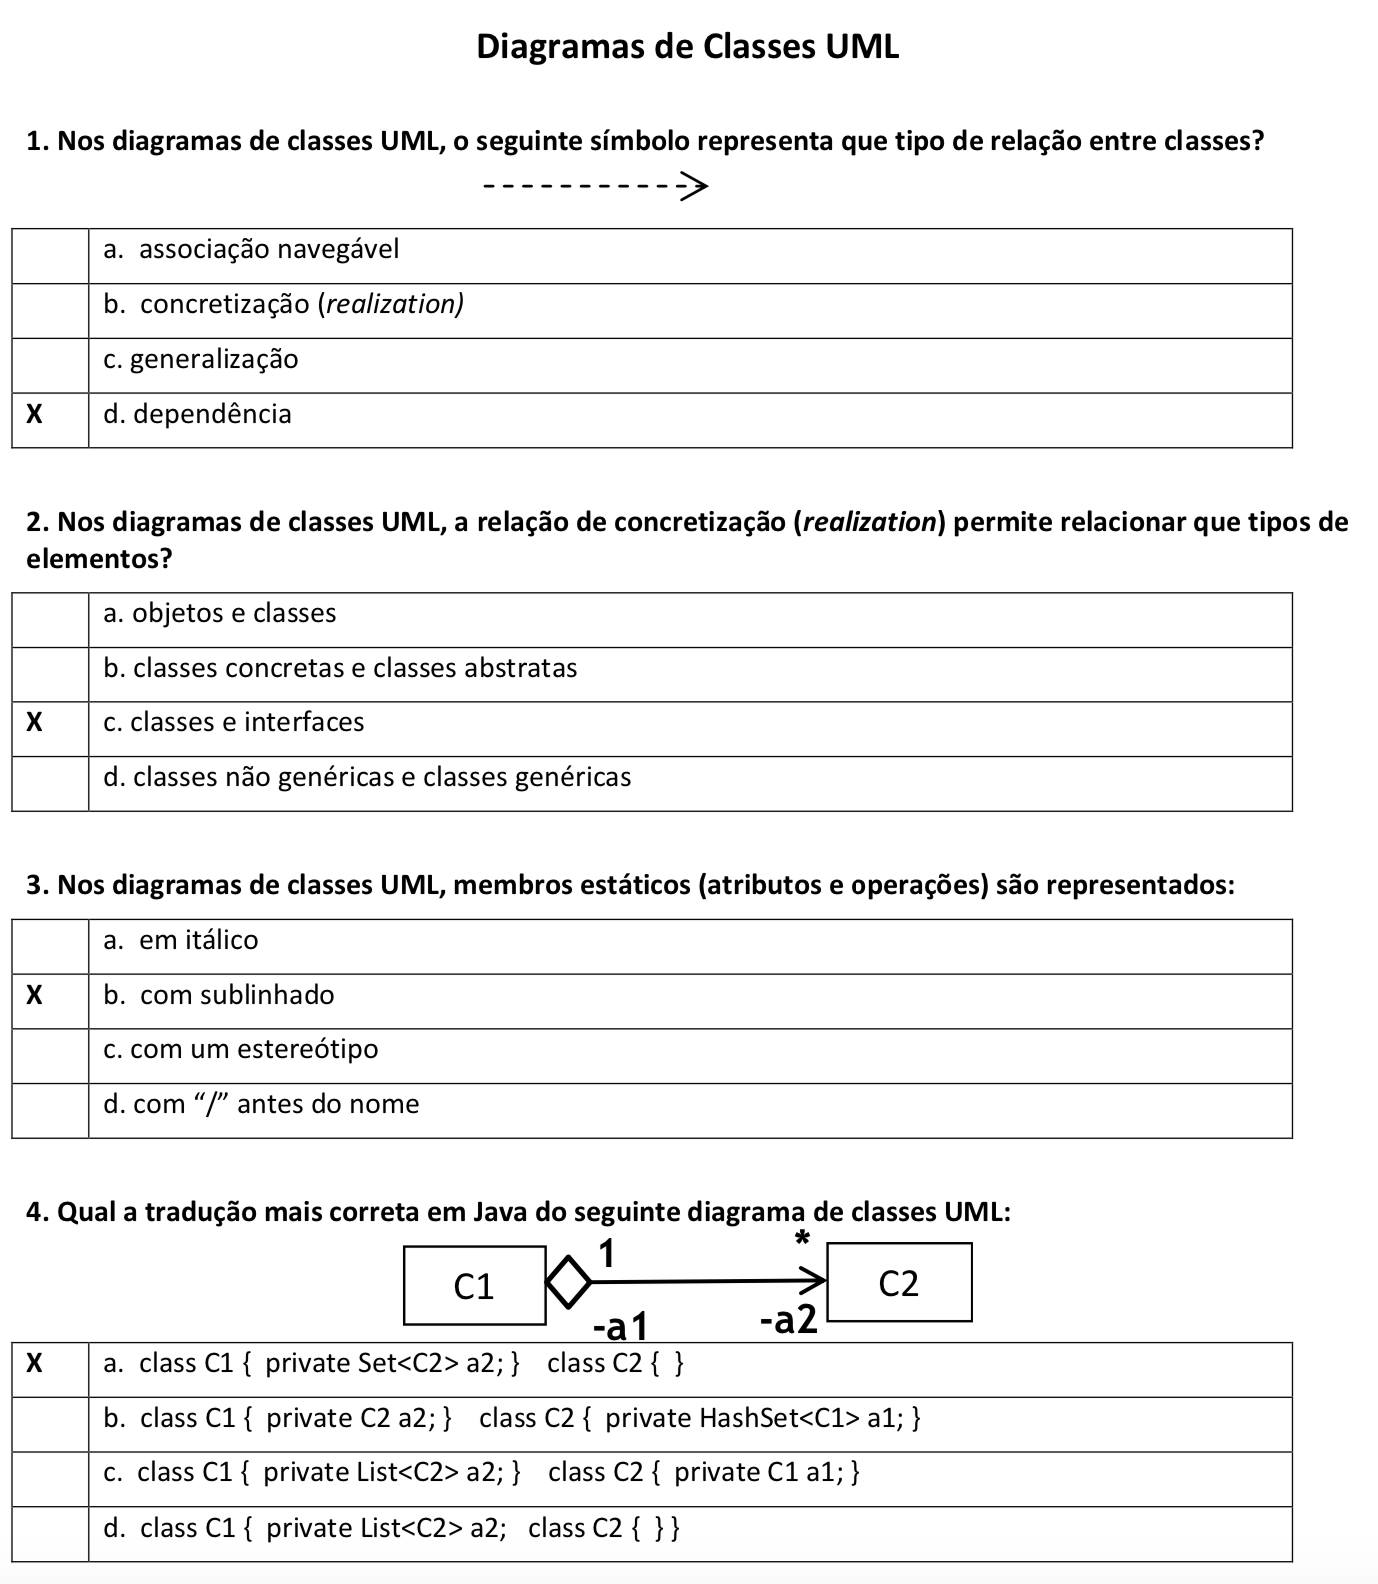 Diagramas de Classes UML
1. Nos diagramas de classes UML, o seguinte símbolo representa que tipo de relação entre classes?
a. associação navegável
b. concretização (realization)
c. generalização
X d. dependência
2. Nos diagramas de classes UML, a relação de concretização (realization) permite relacionar que tipos de
elementos?
a. objetos e classes
b. classes concretas e classes abstratas
X c. classes e interfaces
d. classes não genéricas e classes genéricas
3. Nos diagramas de classes UML, membros estáticos (atributos e operações) são representados:
a. em itálico
X b. com sublinhado
c. com um estereótipo
d. com “/” antes do nome
4. Qual a tradução mais correta em Java do seguinte diagrama de classes UML:
1 *
C1 C2
-a1 -a2
X a. class C1 { private Set<C2> a2; } class C2 { }
b. class C1 { private C2 a2; } class C2 { private HashSet<C1> a1; }
c. class C1 { private List<C2> a2; } class C2 { private C1 a1; }
d. class C1 { private List<C2> a2; class C2 { } }